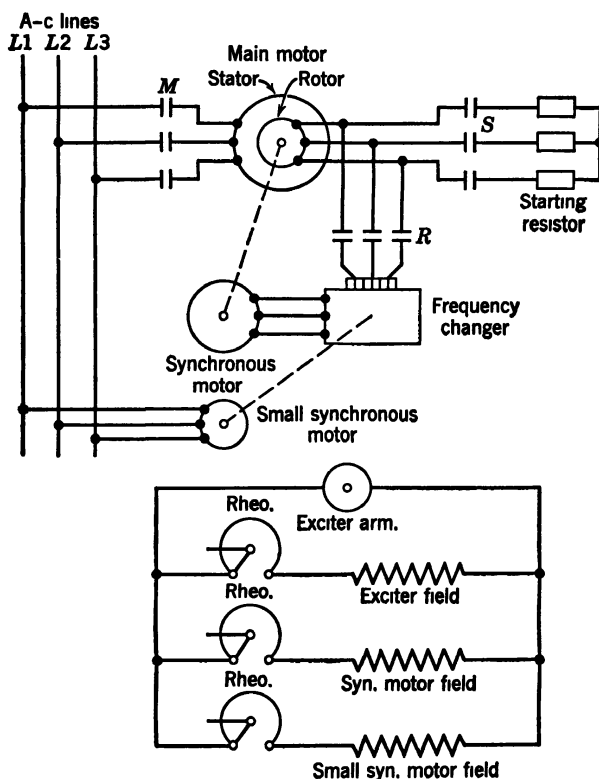 A-c lines
L1 L2 L3
Main motor
Stator Rotor
M
S
Starting
resistor
R
Frequency
changer
Synchronous
motor
Small synchronous
motor
Exciter arm.
Rheo.
Exciter field
Rheo.
Syn. motor field
Rheo.
Small syn. motor field